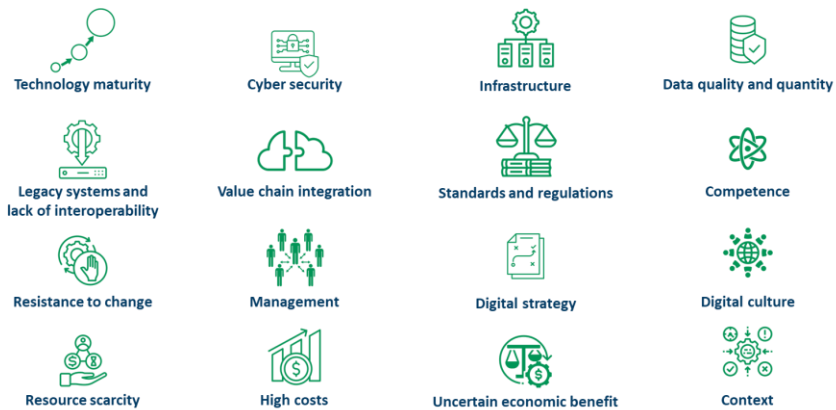 Technology maturity
Cyber security
Infrastructure
Data quality and quantity
Legacy systems and
lack of interoperability
Value chain integration
Standards and regulations
Competence
Resistance to change
Management
Digital strategy
Digital culture
Resource scarcity
High costs
Uncertain economic benefit
Context